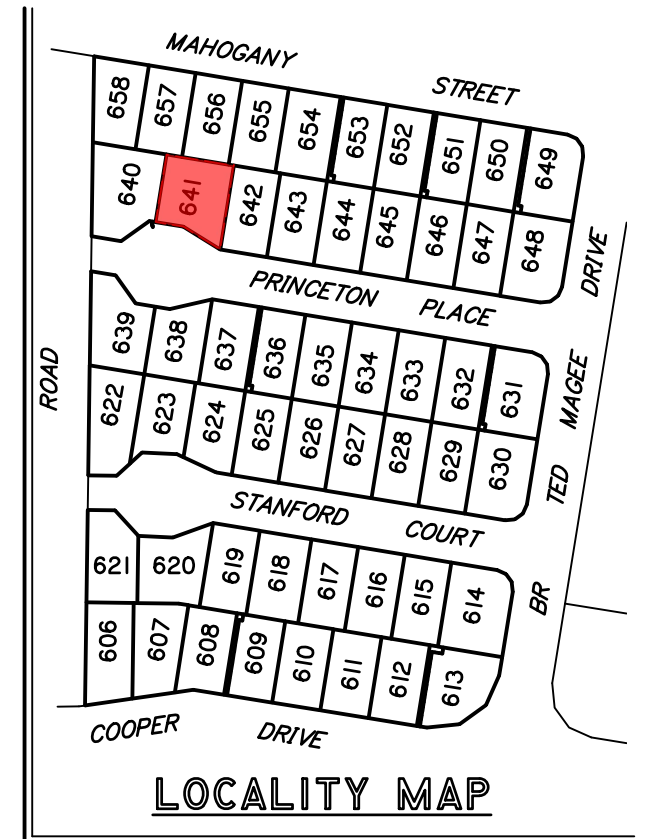 MAHOGANY STREET
658 657 656 655 654 653 652 651 650 649
640 641 642 643 644 645 646 647 648
DRIVE
PRINCETON PLACE
639 638 637 636 635 634 633 632 631
MAGEE
ROAD
622 623 624 625 626 627 628 629 630
TED
STANFORD COURT
621 620 619 618 617 616 615 614
BR
606 607 608 609 610 611 612 613
COOPER DRIVE
LOCALITY MAP